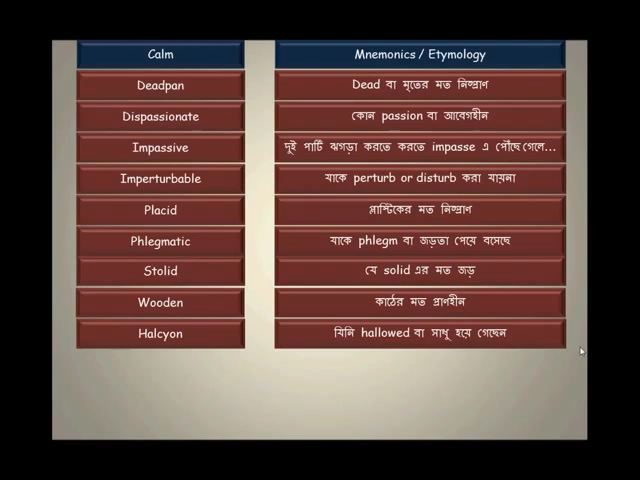 Calm Mnemonics / Etymology
Deadpan Dead বা মৃতের মত নিষ্প্রাণ
Dispassionate কোন passion বা আবেগহীন
Impassive দুই পার্টি ঝগড়া করতে করতে impasse এ পৌঁছে গেলে...
Imperturbable যাকে perturb or disturb করা যায়না
Placid প্লাস্টিকের মত নিষ্প্রাণ
Phlegmatic যাকে phlegm বা জড়তা পেয়ে বসেছে
Stolid যে solid এর মত জড়
Wooden কাঠের মত প্রাণহীন
Halcyon যিনি hallowed বা সাধু হয়ে গেছেন